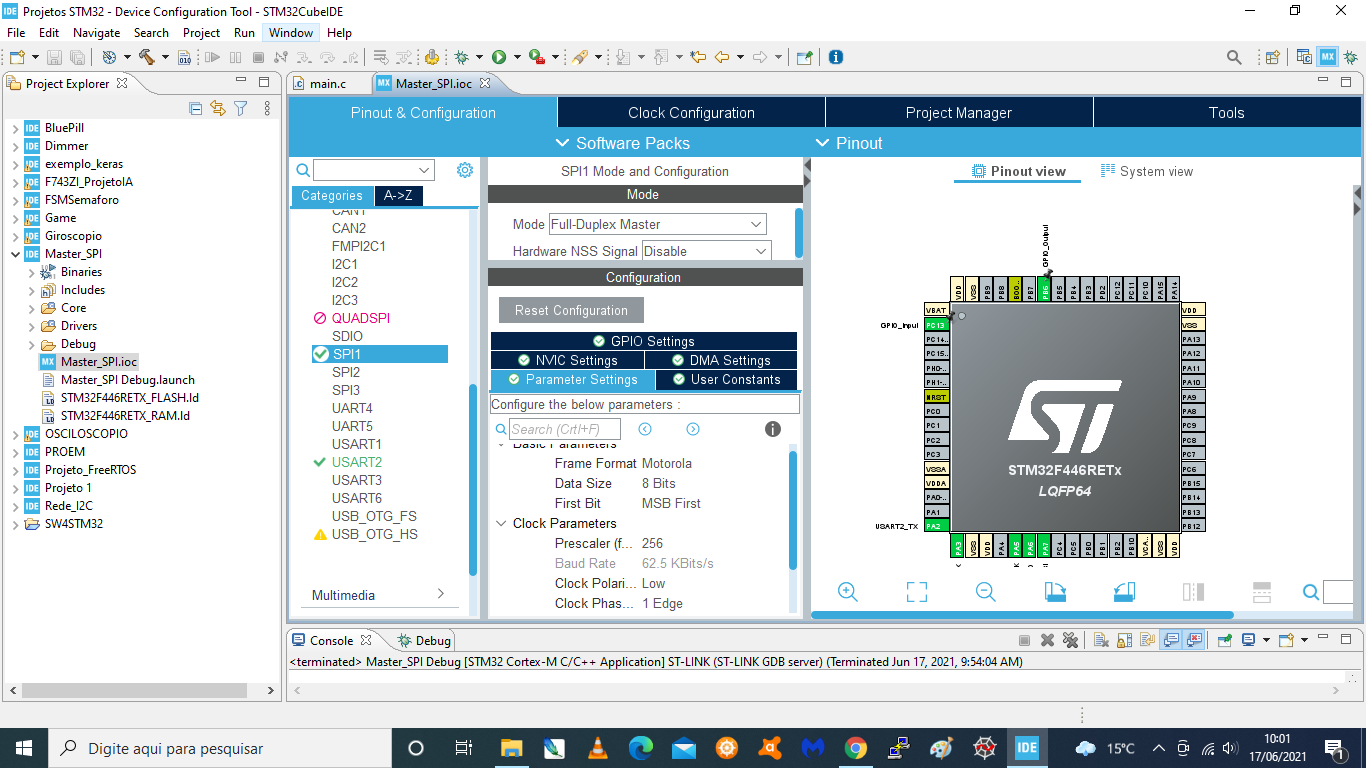 Projetos STM32 - Device Configuration Tool - STM32CubeIDE
File Edit Navigate Search Project Run Window Help
Project Explorer
BluePill
Dimmer
exemplo_keras
F743ZI_ProjetoIA
FSMSemaforo
Game
Giroscopio
Master_SPI
Binaries
Includes
Core
Drivers
Debug
Master_SPI.ioc
Master_SPI Debug.launch
STM32F446RETX_FLASH.ld
STM32F446RETX_RAM.ld
OSCILOSCOPIO
PROEM
Projeto_FreeRTOS
Projeto 1
Rede_I2C
SW4STM32
main.c
Master_SPI.ioc
Pinout & Configuration
Clock Configuration
Project Manager
Tools
Software Packs
Pinout
Categories
A->Z
CAN1
CAN2
FMPI2C1
I2C1
I2C2
I2C3
QUADSPI
SDIO
SPI1
SPI2
SPI3
UART4
UART5
USART1
USART2
USART3
USART6
USB_OTG_FS
USB_OTG_HS
Multimedia
SPI1 Mode and Configuration
Mode
Mode Full-Duplex Master
Hardware NSS Signal Disable
Configuration
Reset Configuration
GPIO Settings
NVIC Settings
DMA Settings
Parameter Settings
User Constants
Configure the below parameters :
Search (CrtI+F)
Basic Parameters
Frame Format Motorola
Data Size 8 Bits
First Bit MSB First
Clock Parameters
Prescaler (f... 256
Baud Rate 62.5 KBits/s
Clock Polari... Low
Clock Phas... 1 Edge
Pinout view
System view
GPIO_Output
VDD
VSS
PB9
PB8
BOO..
PB7
PB6
PB5
PB4
PB3
PD2
PC12
PC11
PC10
PA15
PA14
VBAT
GPIO_Input PC13
PC14..
PC15..
PH0-..
PH1-..
NRST
PC0
PC1
PC2
PC3
VSSA
VDDA
PA0-..
PA1
USART2_TX PA2
VDD
VSS
PA13
PA12
PA11
PA10
PA9
PA8
PC9
PC8
PC7
PC6
PB15
PB14
PB13
PB12
STM32F446RETx
LQFP64
PA3
VSS
VDD
PA4
PA5
PA6
PA7
PC4
PC5
PB0
PB1
PB2
PB10
VCA..
VSS
VDD
Console
Debug
<terminated> Master_SPI Debug [STM32 Cortex-M C/C++ Application] ST-LINK (ST-LINK GDB server) (Terminated Jun 17, 2021, 9:54:04 AM)
Digite aqui para pesquisar
IDE
15°C
10:01
17/06/2021
1